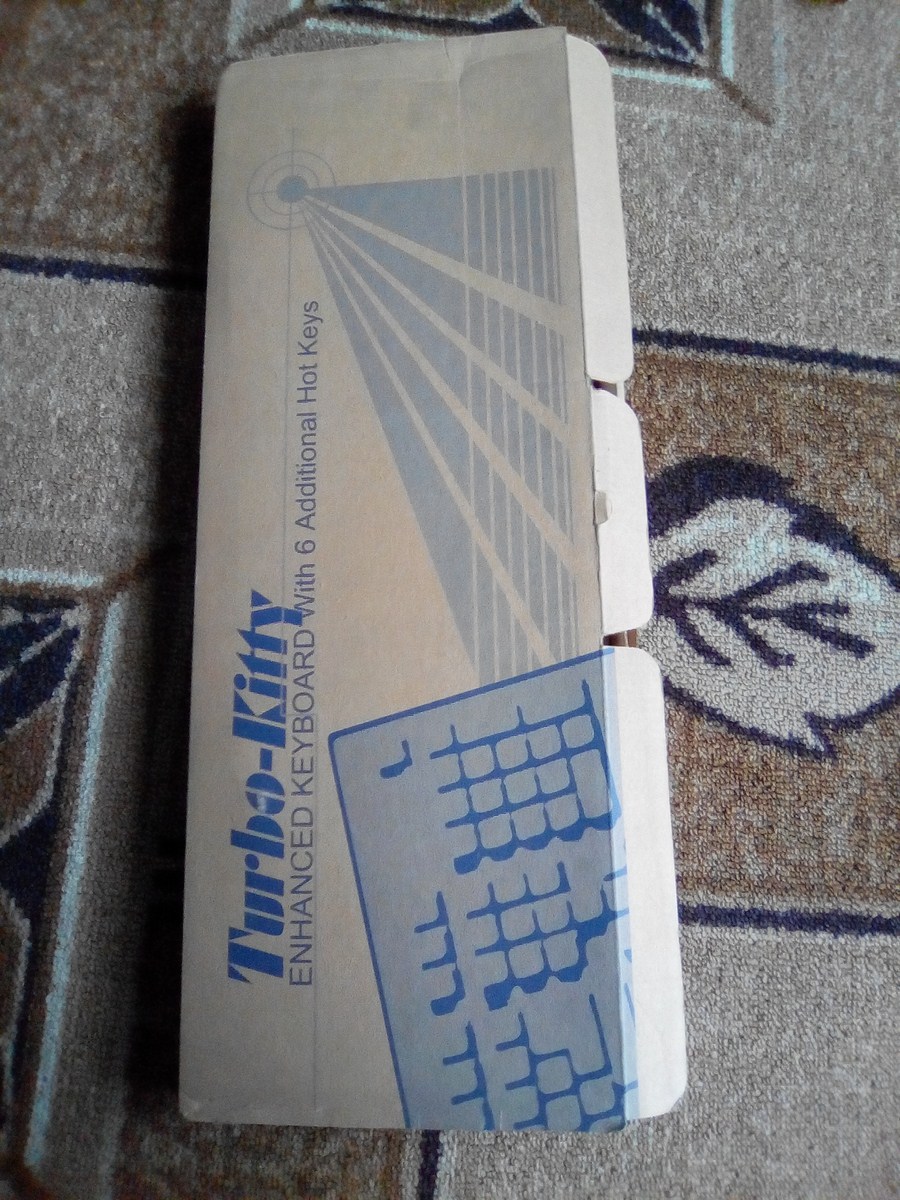 Turbo-Kitty
ENHANCED KEYBOARD With 6 Additional Hot Keys